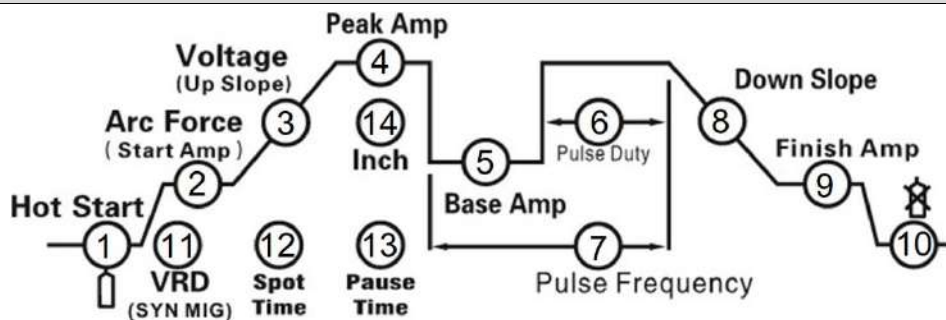 Peak Amp
4
Voltage
(Up Slope)
3
Down Slope
Arc Force
( Start Amp )
14
Inch
6
Pulse Duty
8
2
5
Finish Amp
9
Hot Start
Base Amp
1
11
12
13
7
10
VRD
(SYN MIG)
Spot
Time
Pause
Time
Pulse Frequency